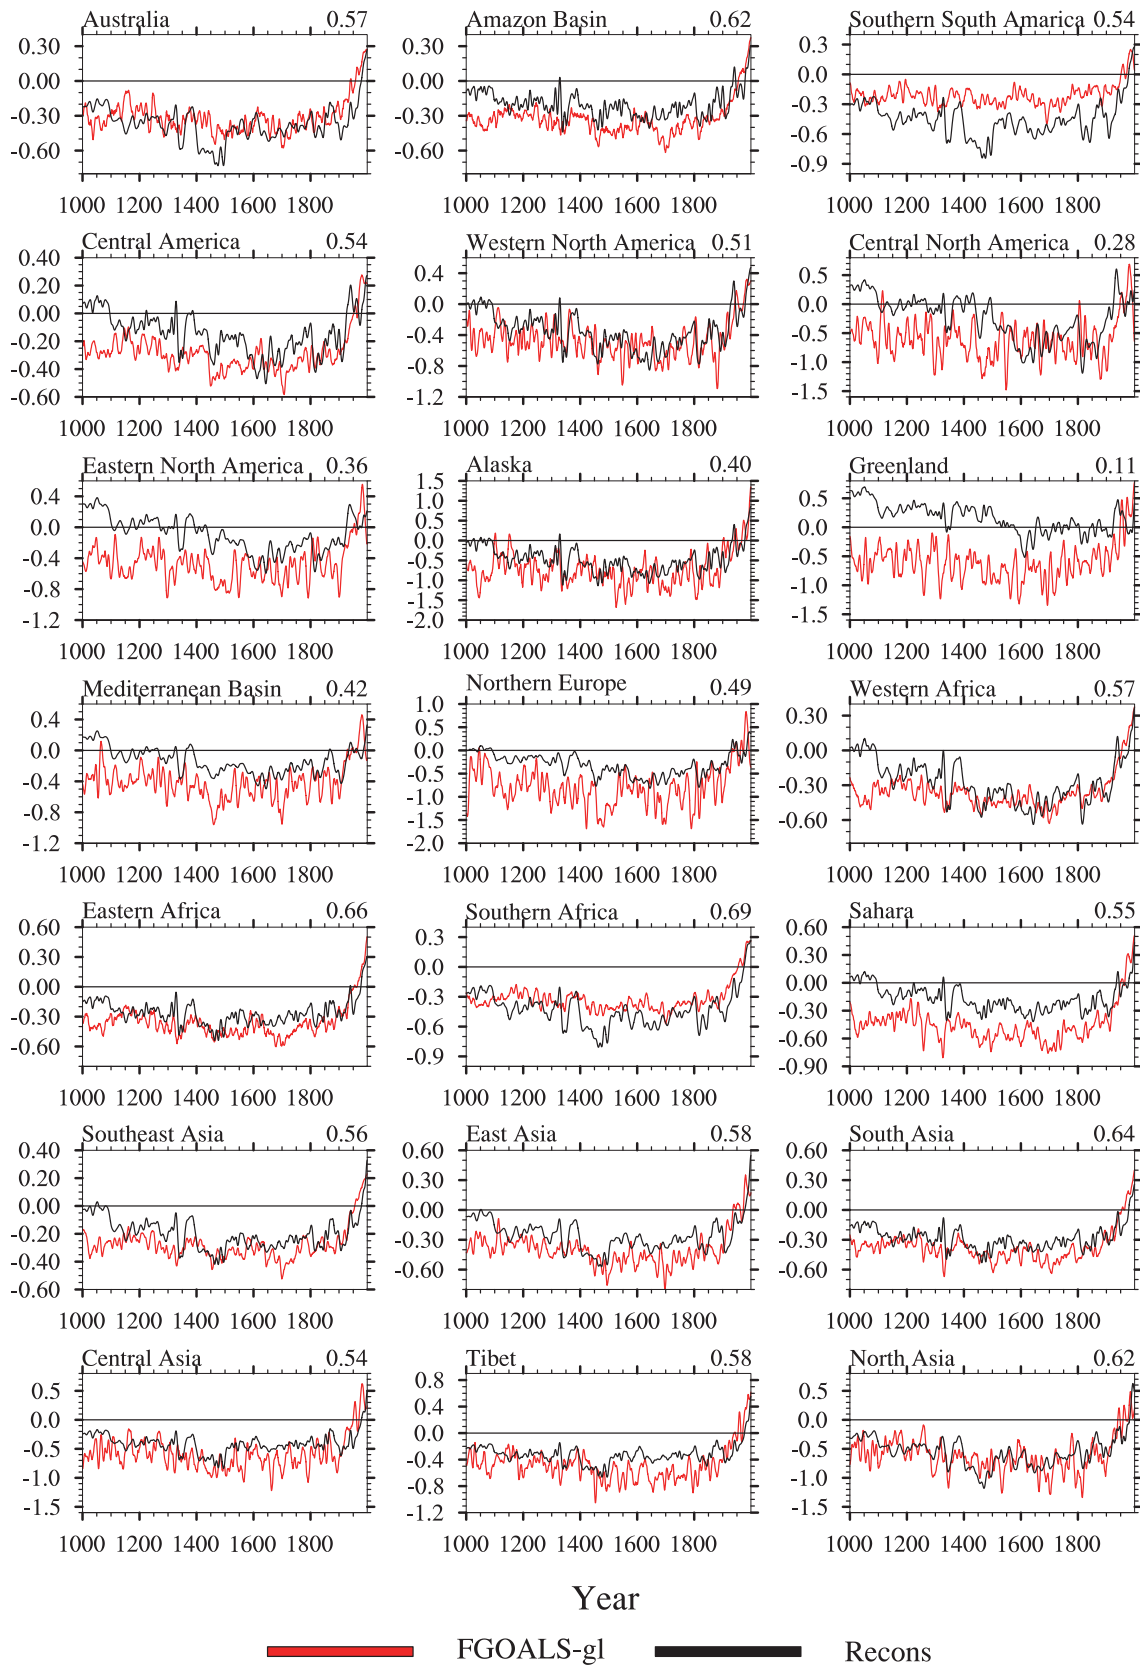 Australia 0.57 Amazon Basin 0.62 Southern South Amarica 0.54
0.30 0.30 0.3
0.00 0.00 0.0
-0.30 -0.30 -0.3
-0.60 -0.60 -0.6
-0.9
1000 1200 1400 1600 1800 1000 1200 1400 1600 1800 1000 1200 1400 1600 1800
Central America 0.54 Western North America 0.51 Central North America 0.28
0.40 0.4 0.5
0.20 0.0 0.0
0.00 -0.4 -0.5
-0.20 -0.8 -1.0
-0.40 -1.2 -1.5
-0.60
1000 1200 1400 1600 1800 1000 1200 1400 1600 1800 1000 1200 1400 1600 1800
Eastern North America 0.36 Alaska 0.40 Greenland 0.11
0.4 1.5 0.5
0.0 1.0 0.0
-0.4 0.5 -0.5
-0.8 0.0 -1.0
-1.2 -0.5 -1.5
-1.0
-1.5
-2.0
1000 1200 1400 1600 1800 1000 1200 1400 1600 1800 1000 1200 1400 1600 1800
Mediterranean Basin 0.42 Northern Europe 0.49 Western Africa 0.57
0.4 1.0 0.30
0.0 0.5 0.00
-0.4 0.0 -0.30
-0.8 -0.5 -0.60
-1.2 -1.0
-1.5
-2.0
1000 1200 1400 1600 1800 1000 1200 1400 1600 1800 1000 1200 1400 1600 1800
Eastern Africa 0.66 Southern Africa 0.69 Sahara 0.55
0.60 0.3 0.60
0.30 0.0 0.30
0.00 -0.3 0.00
-0.30 -0.6 -0.30
-0.60 -0.9 -0.60
-0.90
1000 1200 1400 1600 1800 1000 1200 1400 1600 1800 1000 1200 1400 1600 1800
Southeast Asia 0.56 East Asia 0.58 South Asia 0.64
0.40 0.60 0.60
0.20 0.30 0.30
0.00 0.00 0.00
-0.20 -0.30 -0.30
-0.40 -0.60 -0.60
-0.60
1000 1200 1400 1600 1800 1000 1200 1400 1600 1800 1000 1200 1400 1600 1800
Central Asia 0.54 Tibet 0.58 North Asia 0.62
0.5 0.8 0.5
0.0 0.4 0.0
-0.5 0.0 -0.5
-1.0 -0.4 -1.0
-1.5 -0.8 -1.5
-1.2
1000 1200 1400 1600 1800 1000 1200 1400 1600 1800 1000 1200 1400 1600 1800
Year
FGOALS-gl Recons